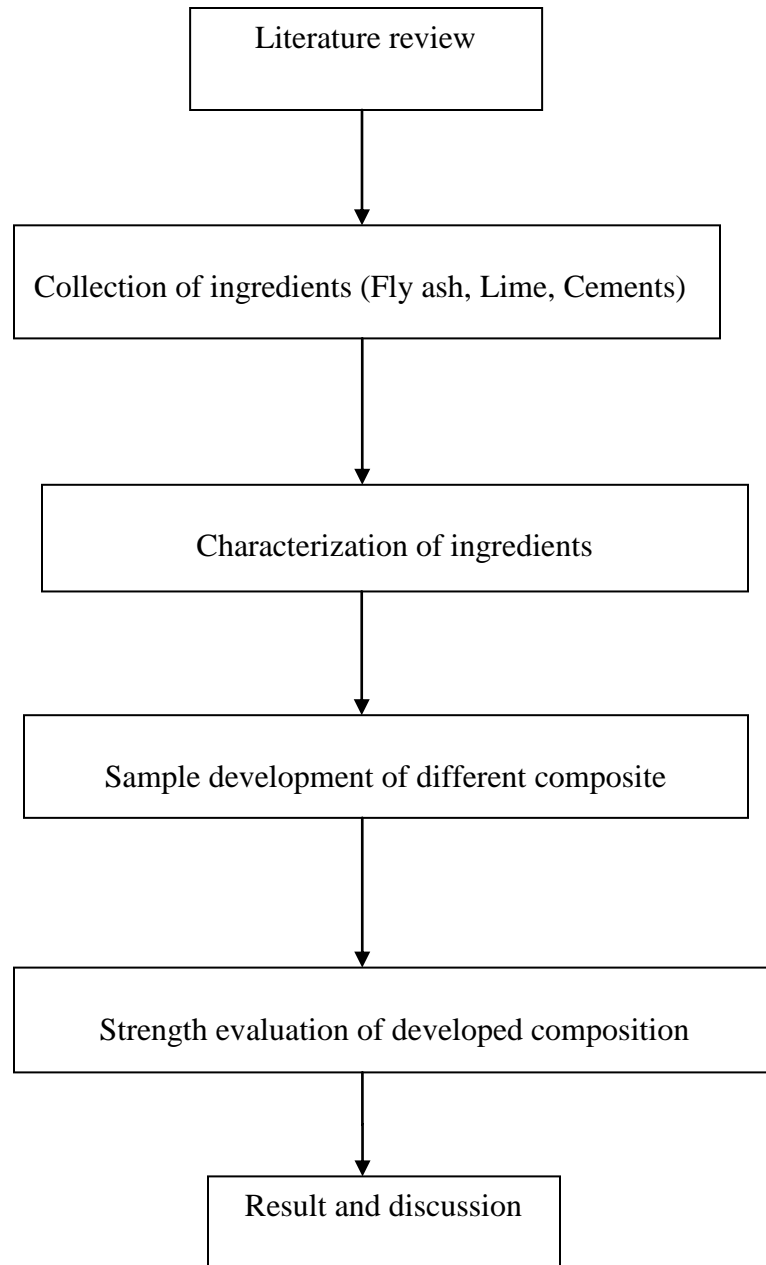 Literature review
Collection of ingredients (Fly ash, Lime, Cements)
Characterization of ingredients
Sample development of different composite
Strength evaluation of developed composition
Result and discussion